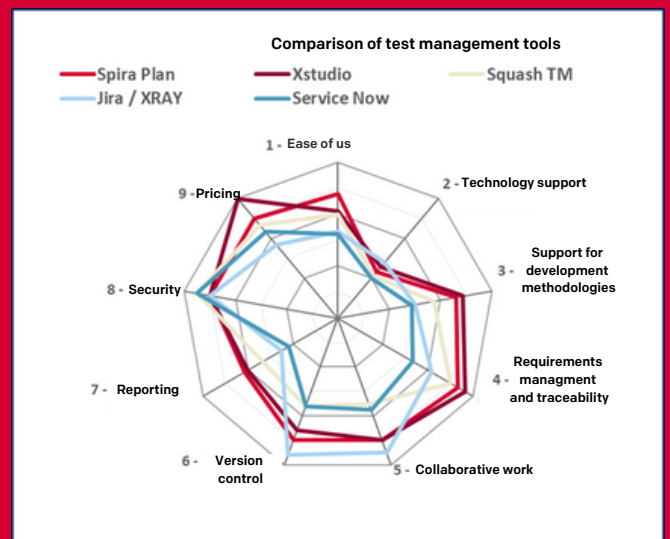 Comparison of test management tools
Spira Plan
Xstudio
Squash TM
Jira / XRAY
Service Now
1 - Ease of us
2 - Technology support
3 - Support for
development
methodologies
4 - Requirements
managment
and traceability
5 - Collaborative work
6 - Version
control
7 - Reporting
8 - Security
9 - Pricing